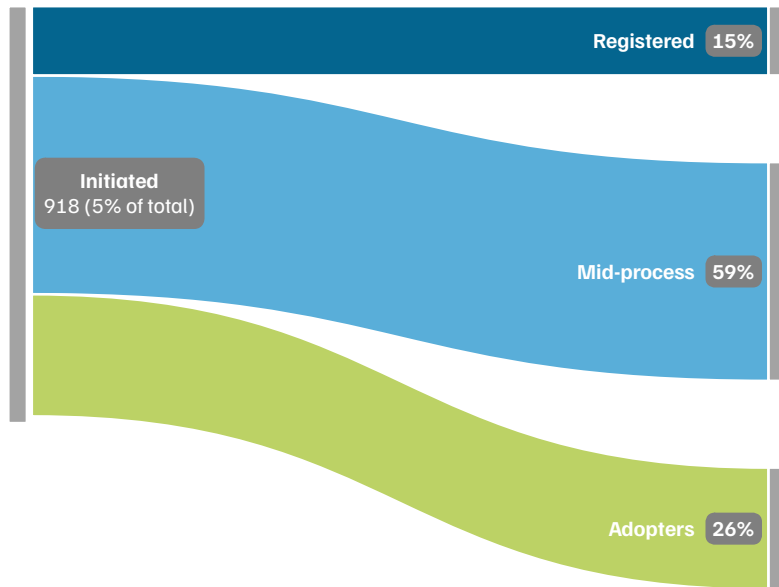 Registered 15%
Initiated
918 (5% of total)
Mid-process 59%
Adopters 26%